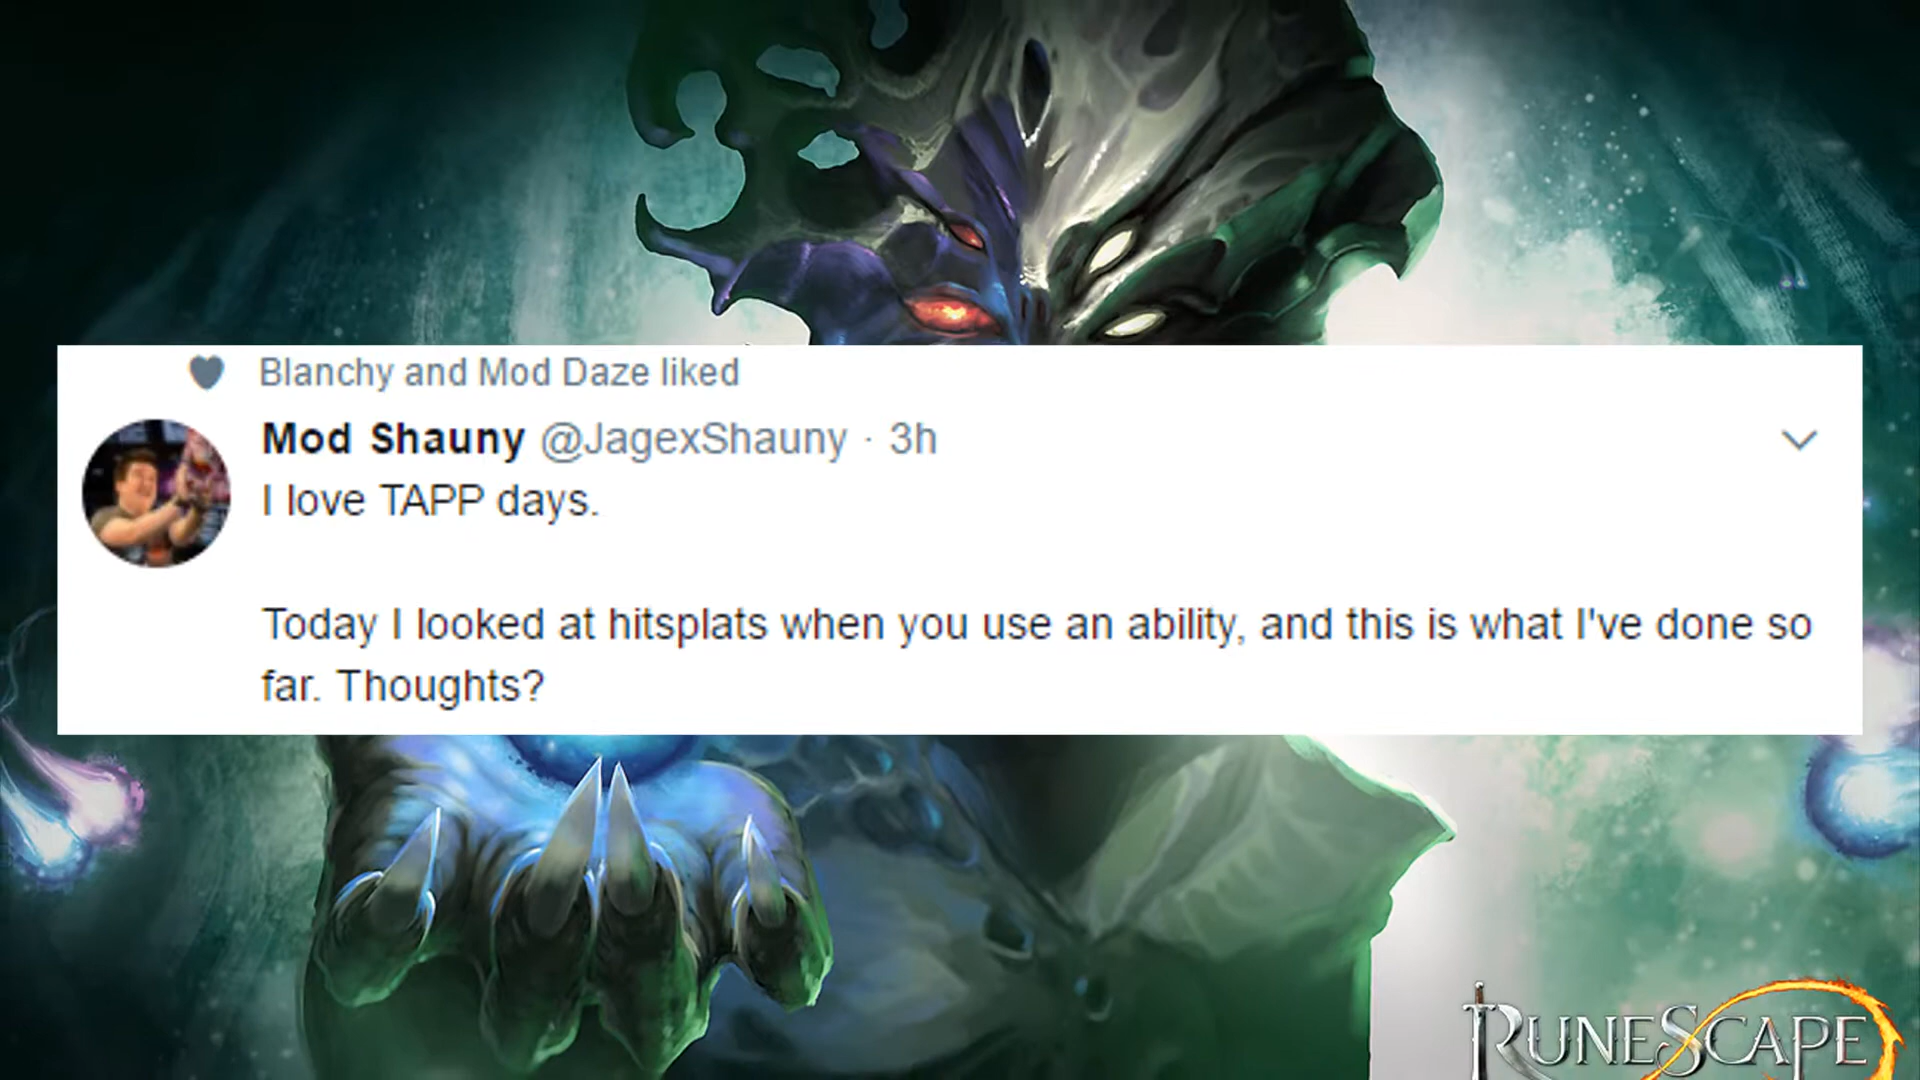 Blanchy and Mod Daze liked
Mod Shauny @JagexShauny · 3h
I love TAPP days.
Today I looked at hitsplats when you use an ability, and this is what I've done so
far. Thoughts?
RUNESCAPE